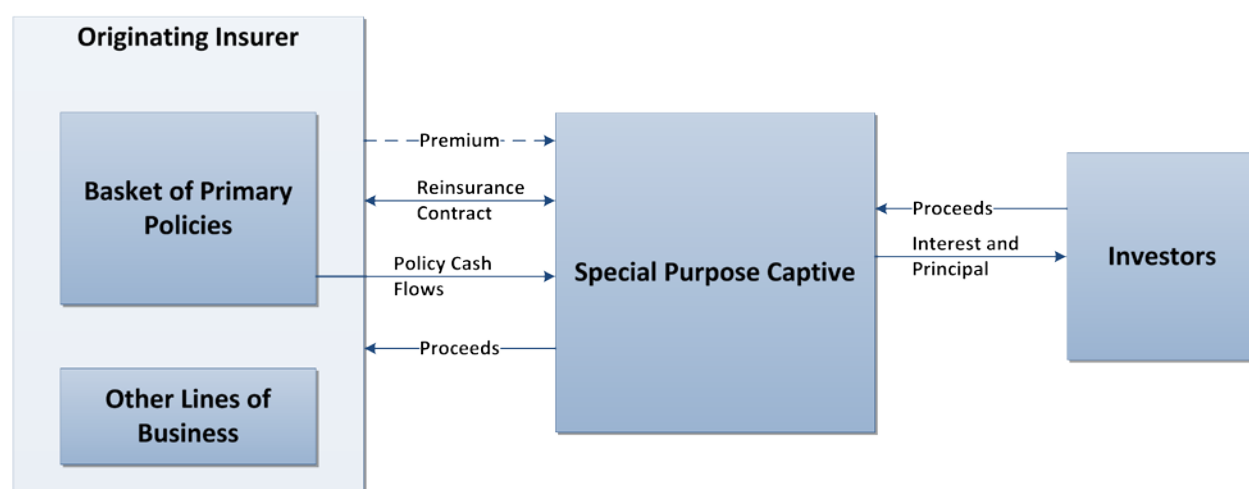 Originating Insurer
Basket of Primary
Policies
Other Lines of
Business
Premium
Reinsurance
Contract
Policy Cash
Flows
Proceeds
Special Purpose Captive
Proceeds
Interest and
Principal
Investors